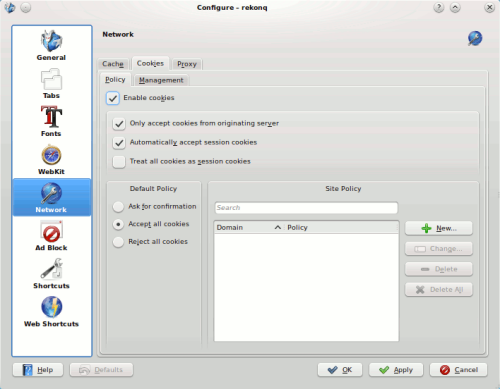 Configure - rekonq
General
Tabs
Fonts
WebKit
Network
Ad Block
Shortcuts
Web Shortcuts
Network
Cache
Cookies
Proxy
Policy
Management
Enable cookies
Only accept cookies from originating server
Automatically accept session cookies
Treat all cookies as session cookies
Default Policy
Ask for confirmation
Accept all cookies
Reject all cookies
Site Policy
Search
Domain
Policy
New...
Change...
Delete
Delete All
Help
Defaults
OK
Apply
Cancel